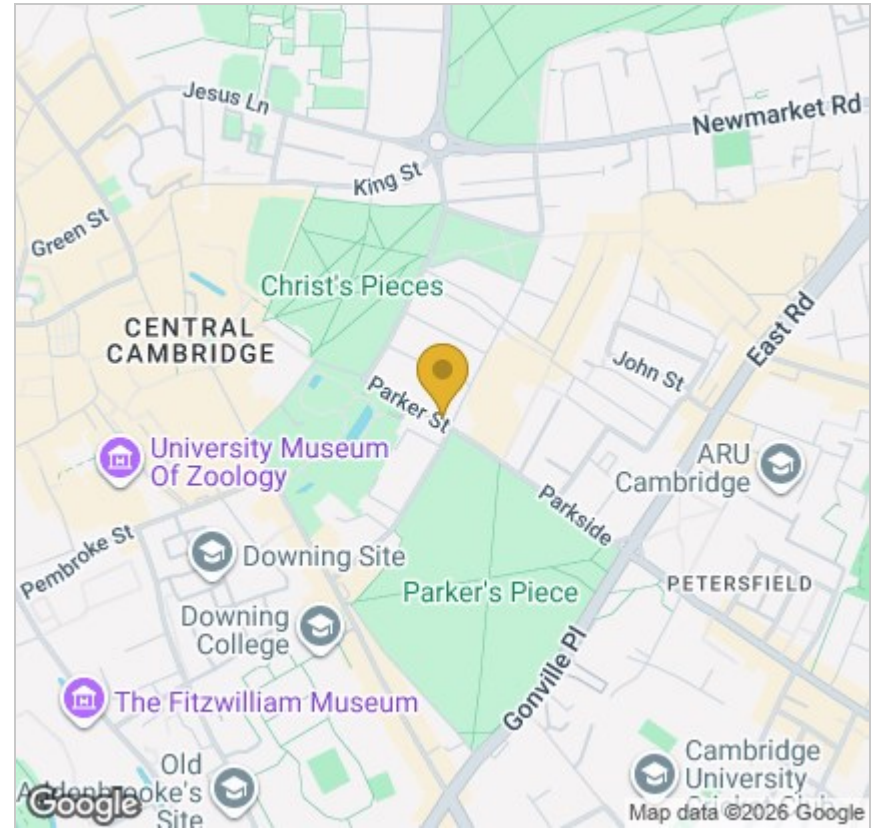 Jesus Ln
Newmarket Rd
King St
Green St
Christ's Pieces
CENTRAL
CAMBRIDGE
East Rd
John St
Parker St
University Museum
Of Zoology
ARU
Cambridge
Parkside
Pembroke St
Downing Site
Parker's Piece
PETERSFIELD
Downing
College
Gonville Pl
The Fitzwilliam Museum
Old
Site
Cambridge
University
Google
Map data ©2026 Google